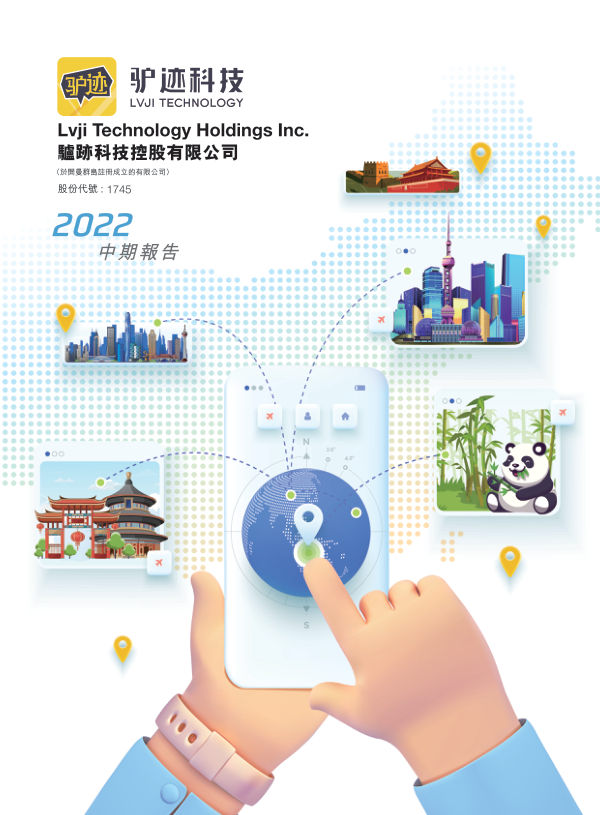 驴迹
驴迹科技
LVJI TECHNOLOGY
Lvji Technology Holdings Inc.
驢跡科技控股有限公司
(於開曼群島註冊成立的有限公司)
股份代號 : 1745
2022
中期報告
N
S